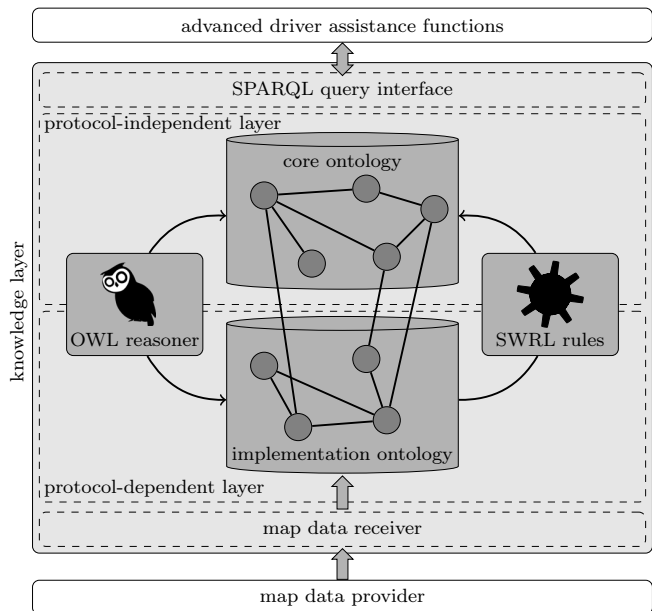 advanced driver assistance functions
SPARQL query interface
protocol-independent layer
core ontology
knowledge layer
OWL reasoner
SWRL rules
implementation ontology
protocol-dependent layer
map data receiver
map data provider